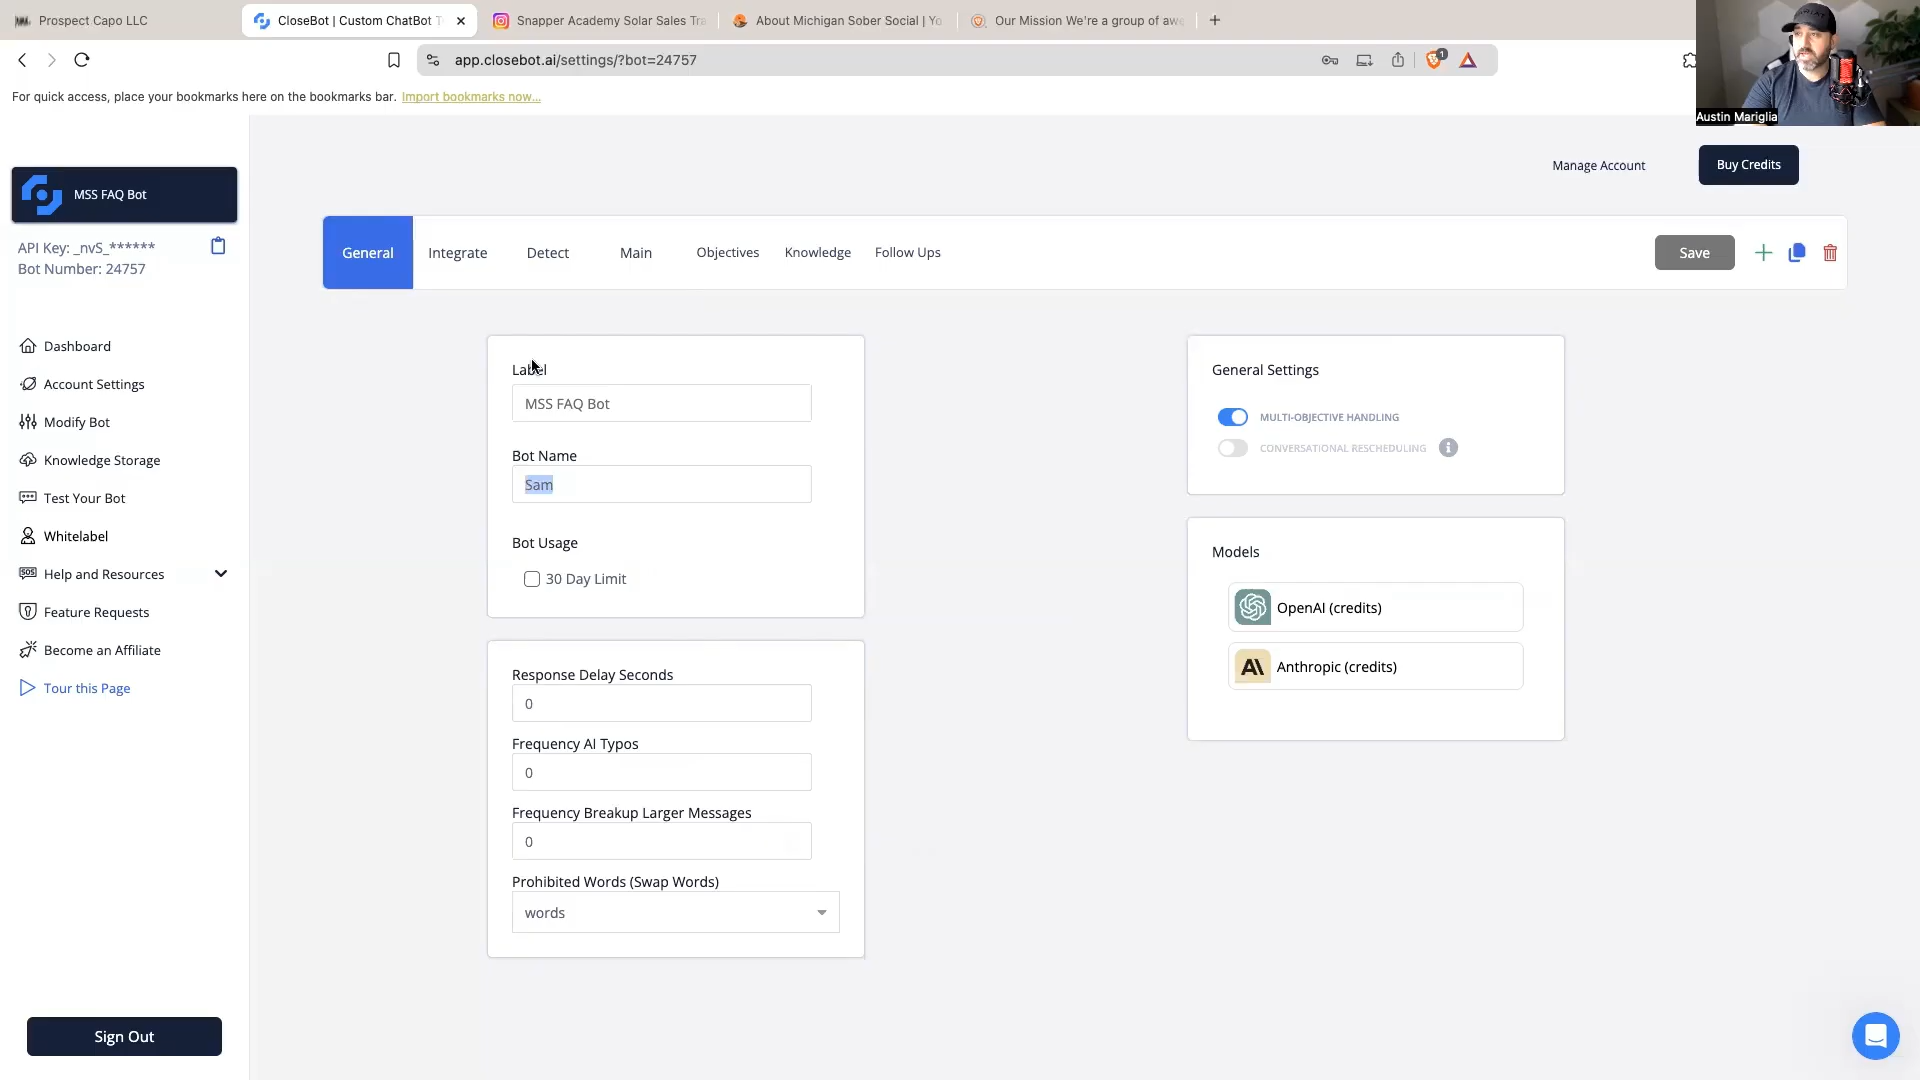 Prospect Capo LLC
CloseBot | Custom ChatBot T
Snapper Academy Solar Sales Tra
About Michigan Sober Social | Yo
Our Mission We're a group of awe
app.closebot.ai/settings/?bot=24757
1
For quick access, place your bookmarks here on the bookmarks bar. Import bookmarks now...
Austin Mariglia
MSS FAQ Bot
API Key: _nvS_******
Bot Number: 24757
Dashboard
Account Settings
Modify Bot
Knowledge Storage
Test Your Bot
Whitelabel
Help and Resources
Feature Requests
Become an Affiliate
Tour this Page
Sign Out
Manage Account
Buy Credits
General
Integrate
Detect
Main
Objectives
Knowledge
Follow Ups
Save
Label
MSS FAQ Bot
Bot Name
Sam
Bot Usage
30 Day Limit
Response Delay Seconds
0
Frequency AI Typos
0
Frequency Breakup Larger Messages
0
Prohibited Words (Swap Words)
words
General Settings
MULTI-OBJECTIVE HANDLING
CONVERSATIONAL RESCHEDULING
Models
OpenAI (credits)
Anthropic (credits)